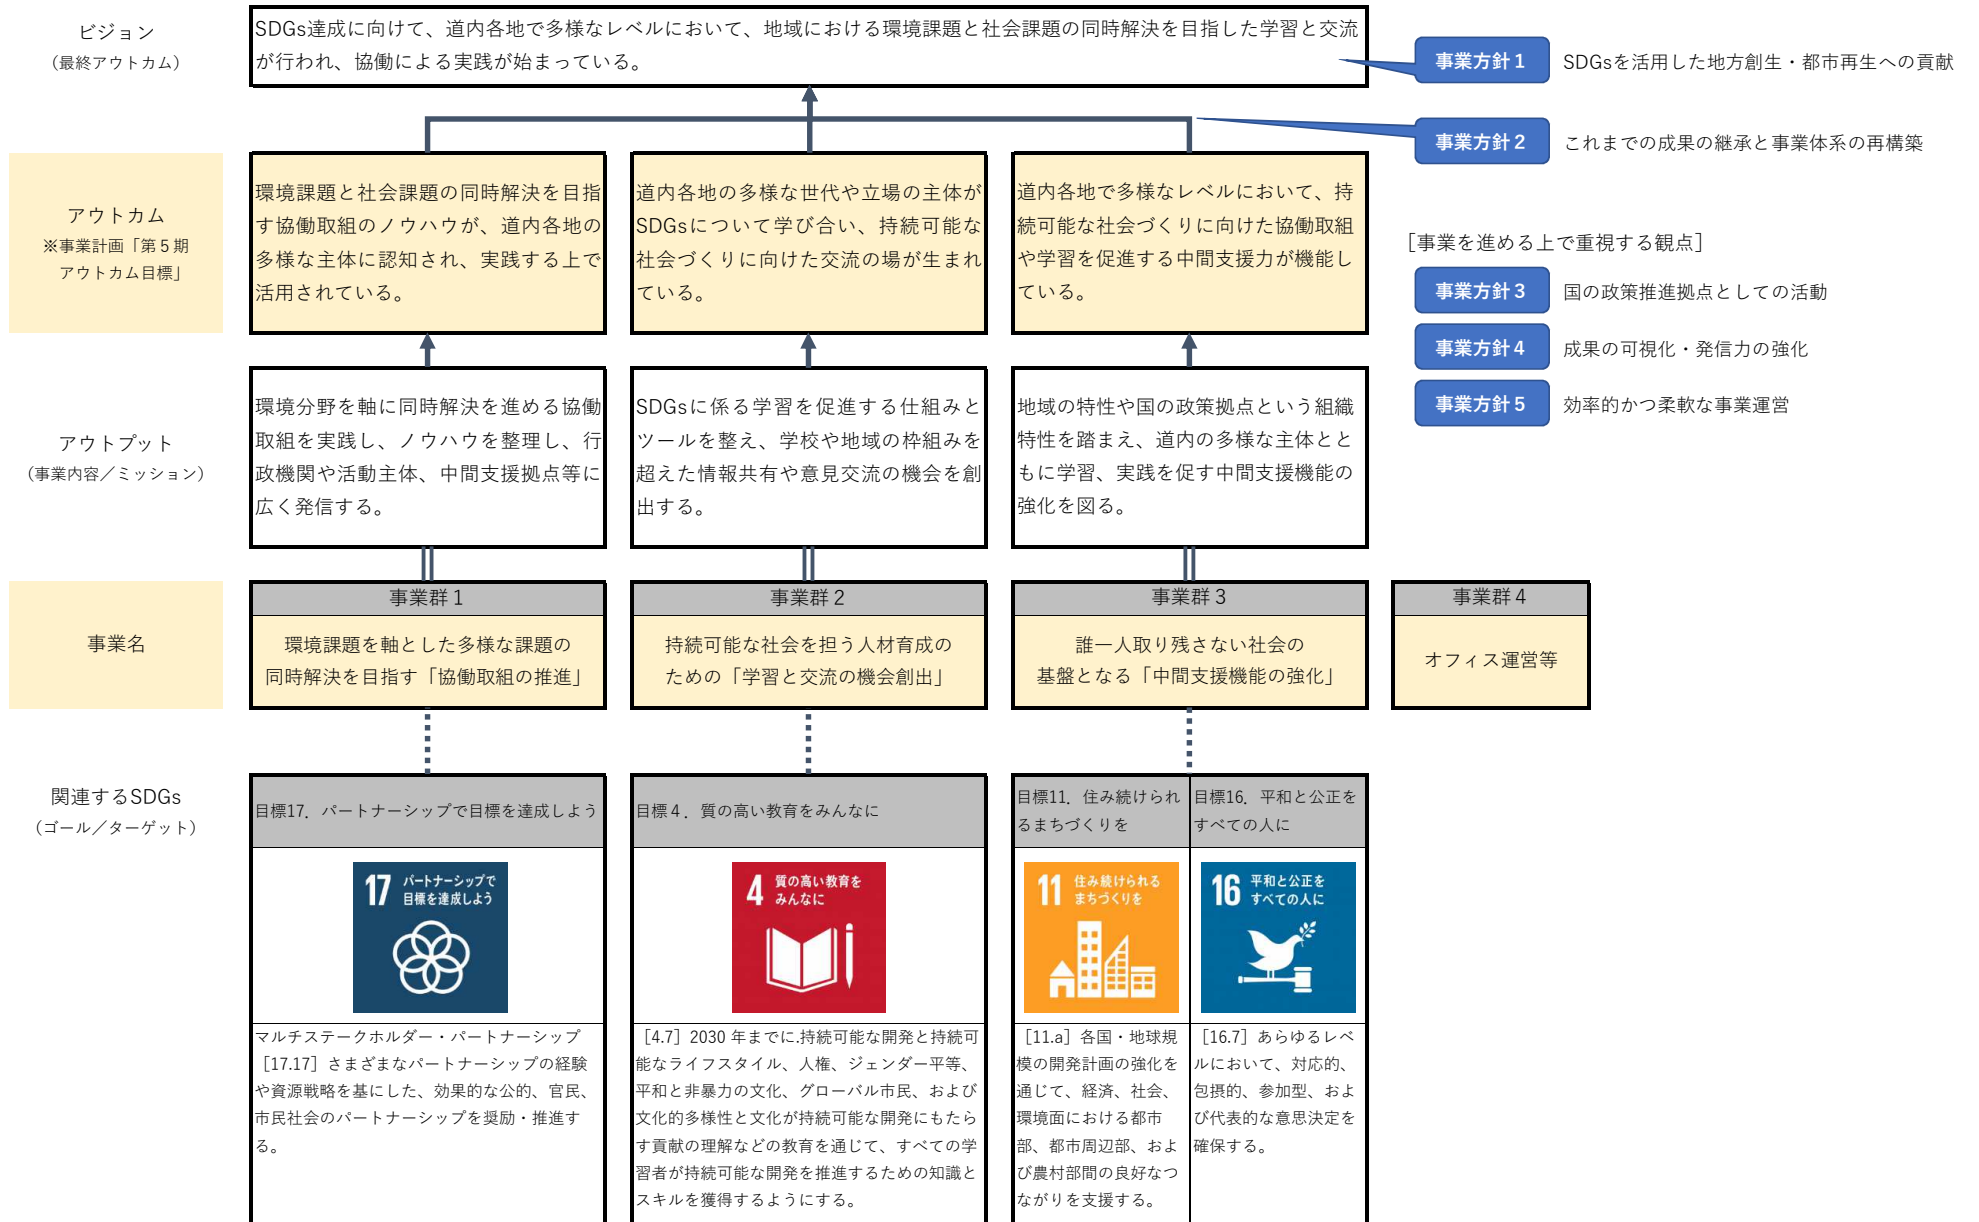 ビジョン
（最終アウトカム）
SDGs達成に向けて、道内各地で多様なレベルにおいて、地域における環境課題と社会課題の同時解決を目指した学習と交流
が行われ、協働による実践が始まっている。
事業方針１
SDGsを活用した地方創生・都市再生への貢献
事業方針２
これまでの成果の継承と事業体系の再構築
アウトカム
※事業計画「第５期
アウトカム目標」
環境課題と社会課題の同時解決を目指
す協働取組のノウハウが、道内各地の
多様な主体に認知され、実践する上で
活用されている。
道内各地の多様な世代や立場の主体が
SDGsについて学び合い、持続可能な
社会づくりに向けた交流の場が生まれ
ている。
道内各地で多様なレベルにおいて、持
続可能な社会づくりに向けた協働取組
や学習を促進する中間支援力が機能し
ている。
［事業を進める上で重視する観点］
事業方針３
国の政策推進拠点としての活動
事業方針４
成果の可視化・発信力の強化
事業方針５
効率的かつ柔軟な事業運営
アウトプット
（事業内容／ミッション）
環境分野を軸に同時解決を進める協働
取組を実践し、ノウハウを整理し、行
政機関や活動主体、中間支援拠点等に
広く発信する。
SDGsに係る学習を促進する仕組みと
ツールを整え、学校や地域の枠組みを
超えた情報共有や意見交流の機会を創
出する。
地域の特性や国の政策拠点という組織
特性を踏まえ、道内の多様な主体とと
もに学習、実践を促す中間支援機能の
強化を図る。
事業名
事業群１
環境課題を軸とした多様な課題の
同時解決を目指す「協働取組の推進」
事業群２
持続可能な社会を担う人材育成の
ための「学習と交流の機会創出」
事業群３
誰一人取り残さない社会の
基盤となる「中間支援機能の強化」
事業群４
オフィス運営等
関連するSDGs
（ゴール／ターゲット）
目標17．パートナーシップで目標を達成しよう
17 パートナーシップで
目標を達成しよう
マルチステークホルダー・パートナーシップ
［17.17］さまざまなパートナーシップの経験
や資源戦略を基にした、効果的な公的、官民、
市民社会のパートナーシップを奨励・推進す
る。
目標４．質の高い教育をみんなに
4 質の高い教育を
みんなに
［4.7］2030 年までに.持続可能な開発と持続可
能なライフスタイル、人権、ジェンダー平等、
平和と非暴力の文化、グローバル市民、および
文化的多様性と文化が持続可能な開発にもたら
す貢献の理解などの教育を通じて、すべての学
習者が持続可能な開発を推進するための知識と
スキルを獲得するようにする。
目標11．住み続けられ
るまちづくりを
11 住み続けられる
まちづくりを
［11.a］各国・地球規
模の開発計画の強化を
通じて、経済、社会、
環境面における都市
部、都市周辺部、およ
び農村部間の良好なつ
ながりを支援する。
目標16．平和と公正を
すべての人に
16 平和と公正を
すべての人に
［16.7］あらゆるレベ
ルにおいて、対応的、
包摂的、参加型、およ
び代表的な意思決定を
確保する。